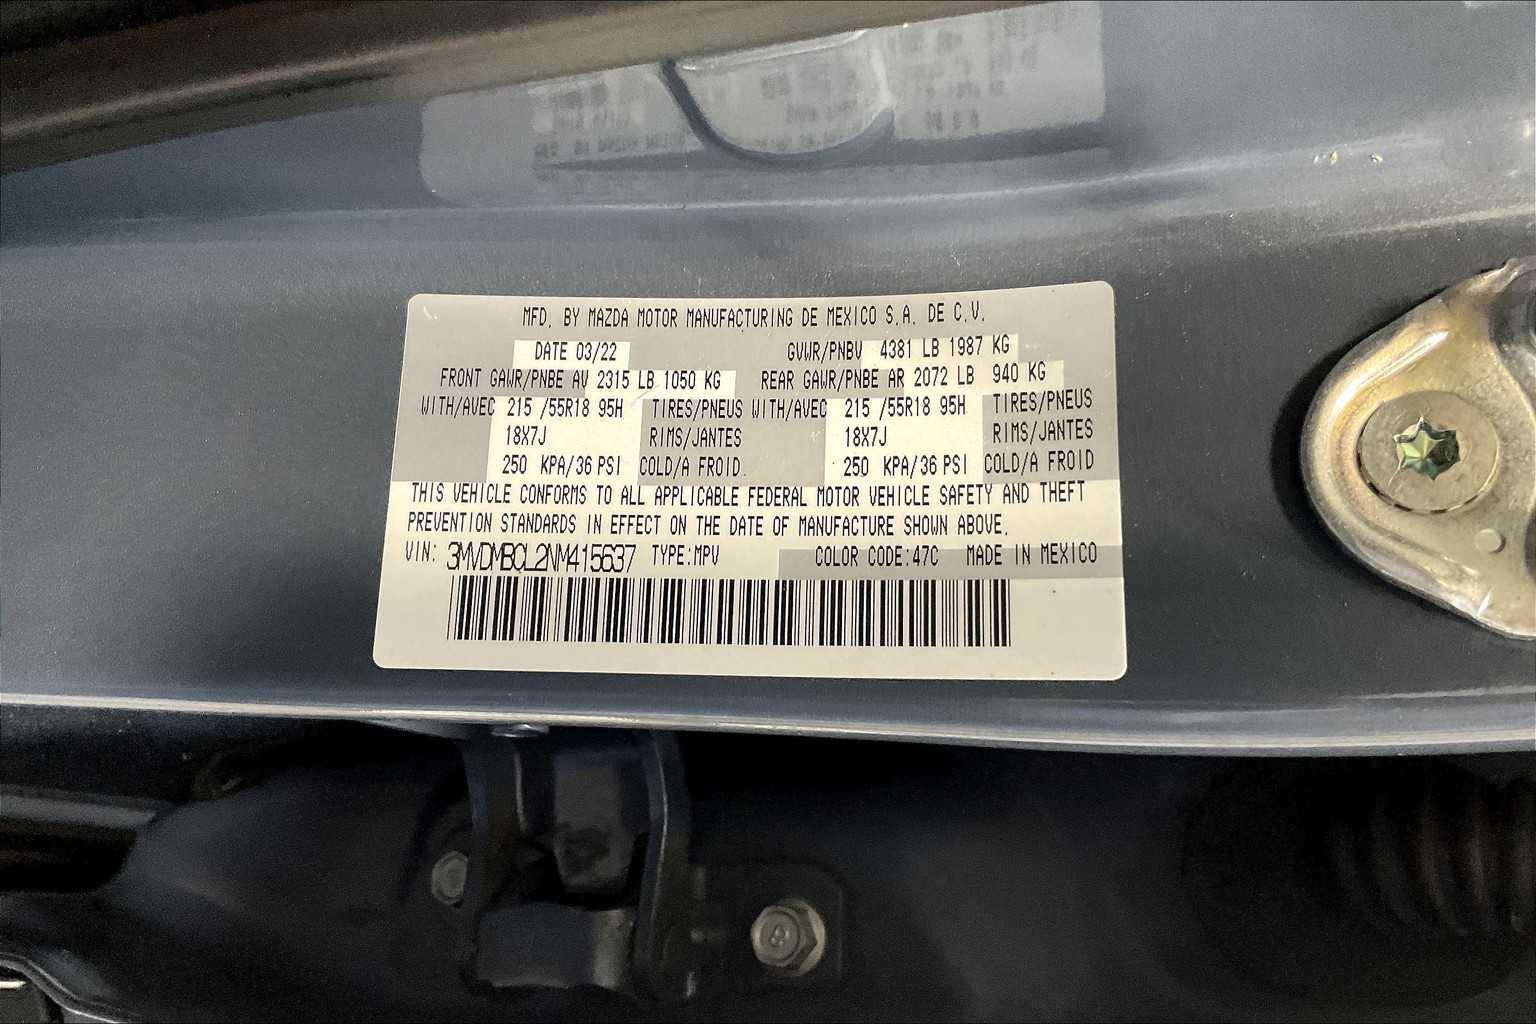 MFD. BY MAZDA MOTOR MANUFACTURING DE MEXICO S.A. DE C.V.
DATE 03/22 GVWR/PNBV 4381 LB 1987 KG
FRONT GAWR/PNBE AV 2315 LB 1050 KG REAR GAWR/PNBE AR 2072 LB 940 KG
WITH/AVEC 215 /55R18 95H TIRES/PNEUS WITH/AVEC 215 /55R18 95H TIRES/PNEUS
18X7J RIMS/JANTES 18X7J RIMS/JANTES
250 KPA/36 PSI COLD/A FROID. 250 KPA/36 PSI COLD/A FROID
THIS VEHICLE CONFORMS TO ALL APPLICABLE FEDERAL MOTOR VEHICLE SAFETY AND THEFT
PREVENTION STANDARDS IN EFFECT ON THE DATE OF MANUFACTURE SHOWN ABOVE.
VIN: 3MVDMBCL2NM415637 TYPE:MPV COLOR CODE:47C MADE IN MEXICO
8